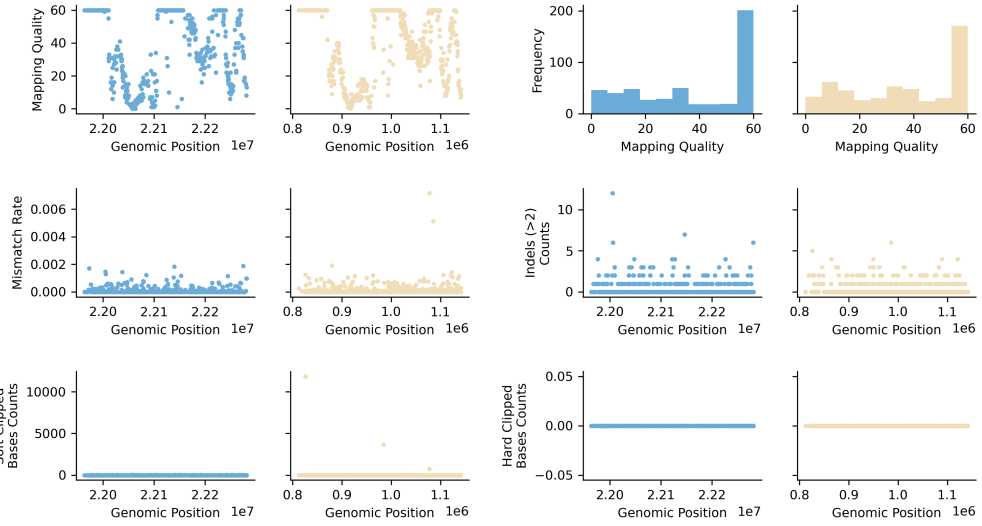 Mapping Quality
60
40
20
0
2.20 2.21 2.22
Genomic Position 1e7
0.8 0.9 1.0 1.1
Genomic Position 1e6
Frequency
200
100
0
0 20 40 60
Mapping Quality
0 20 40 60
Mapping Quality
Mismatch Rate
0.006
0.004
0.002
0.000
2.20 2.21 2.22
Genomic Position 1e7
0.8 0.9 1.0 1.1
Genomic Position 1e6
Indels (>2)
Counts
10
5
0
2.20 2.21 2.22
Genomic Position 1e7
0.8 0.9 1.0 1.1
Genomic Position 1e6
Clipped
Bases Counts
10000
5000
0
2.20 2.21 2.22
Genomic Position 1e7
0.8 0.9 1.0 1.1
Genomic Position 1e6
Hard Clipped
Bases Counts
0.05
0.00
−0.05
2.20 2.21 2.22
Genomic Position 1e7
0.8 0.9 1.0 1.1
Genomic Position 1e6